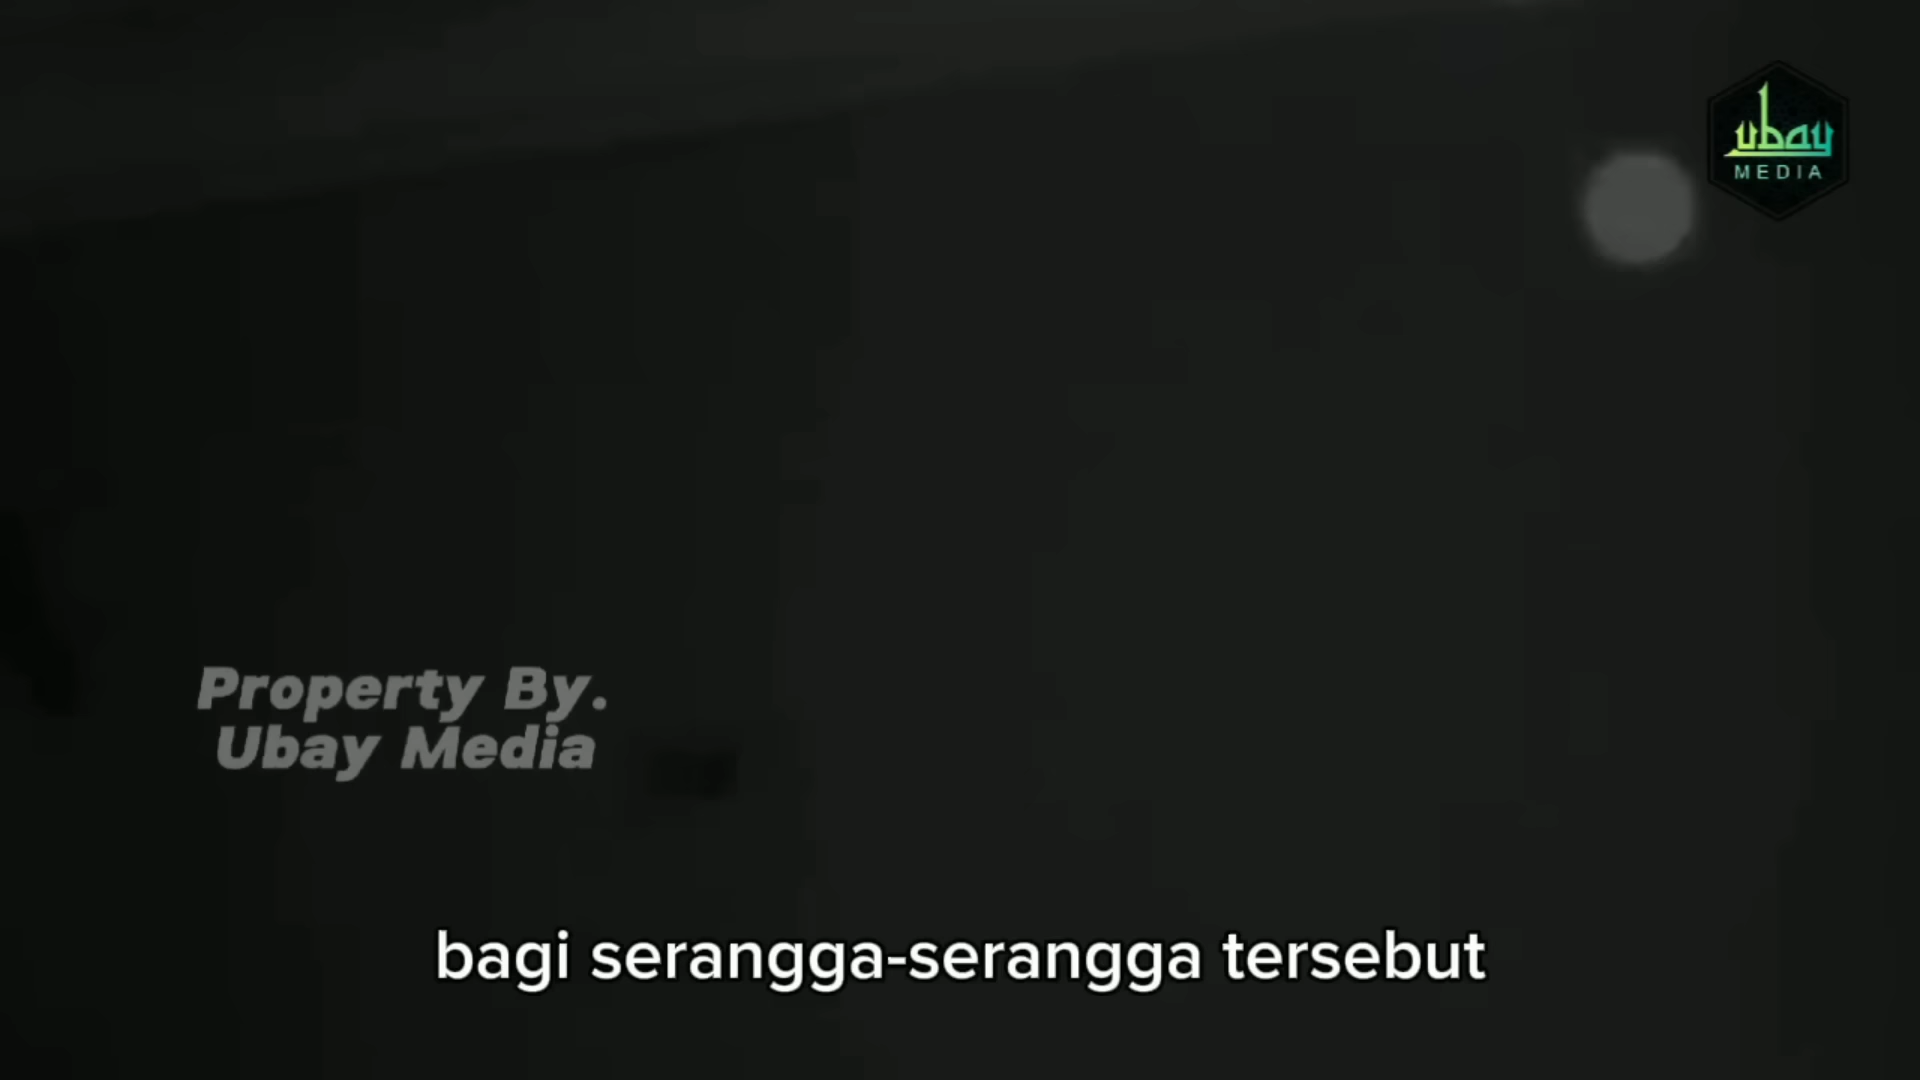 ubay
MEDIA
Property By.
Ubay Media
bagi serangga-serangga tersebut